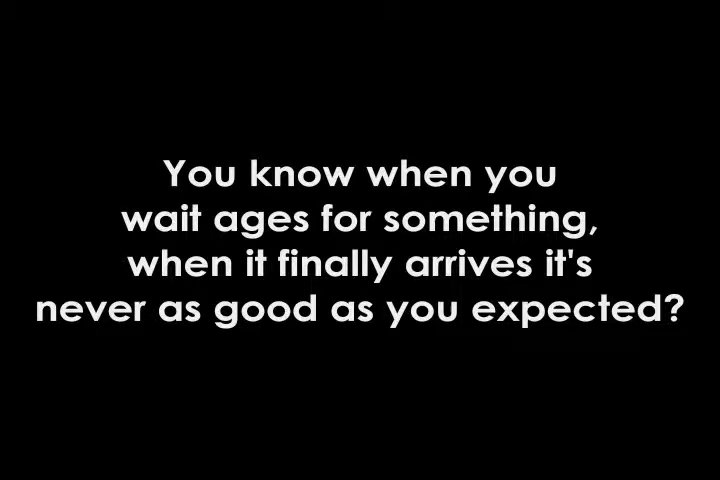 You know when you
wait ages for something,
when it finally arrives it's
never as good as you expected?